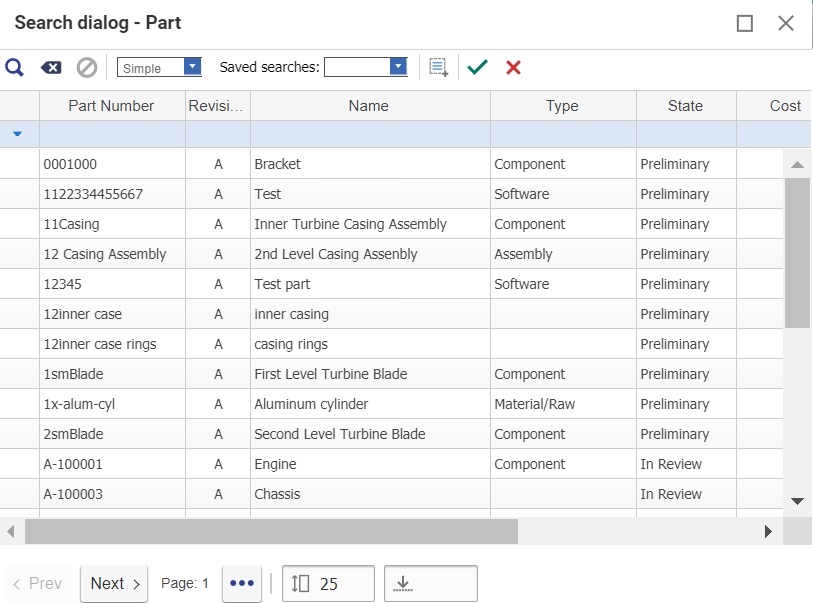 Search dialog - Part
Simple Saved searches:
Part Number Revisi... Name Type State Cost
0001000 A Bracket Component Preliminary
1122334455667 A Test Software Preliminary
11Casing A Inner Turbine Casing Assembly Component Preliminary
12 Casing Assembly A 2nd Level Casing Assenbly Assembly Preliminary
12345 A Test part Software Preliminary
12inner case A inner casing Preliminary
12inner case rings A casing rings Preliminary
1smBlade A First Level Turbine Blade Component Preliminary
1x-alum-cyl A Aluminum cylinder Material/Raw Preliminary
2smBlade A Second Level Turbine Blade Component Preliminary
A-100001 A Engine Component In Review
A-100003 A Chassis In Review
< Prev Next > Page: 1 ••• 25